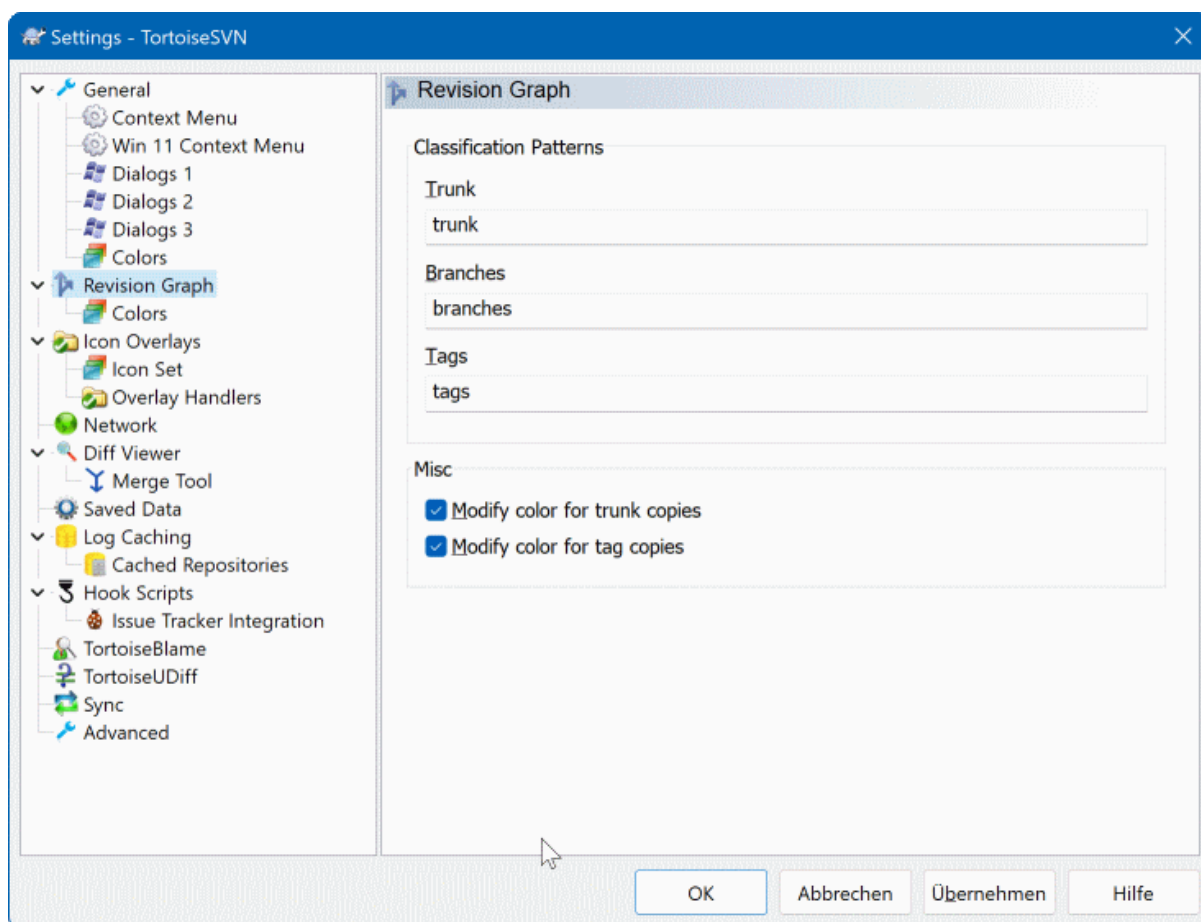 Settings - TortoiseSVN
General
Context Menu
Win 11 Context Menu
Dialogs 1
Dialogs 2
Dialogs 3
Colors
Revision Graph
Colors
Icon Overlays
Icon Set
Overlay Handlers
Network
Diff Viewer
Merge Tool
Saved Data
Log Caching
Cached Repositories
Hook Scripts
Issue Tracker Integration
TortoiseBlame
TortoiseUDiff
Sync
Advanced
Revision Graph
Classification Patterns
Trunk
trunk
Branches
branches
Tags
tags
Misc
Modify color for trunk copies
Modify color for tag copies
OK Abbrechen Übernehmen Hilfe